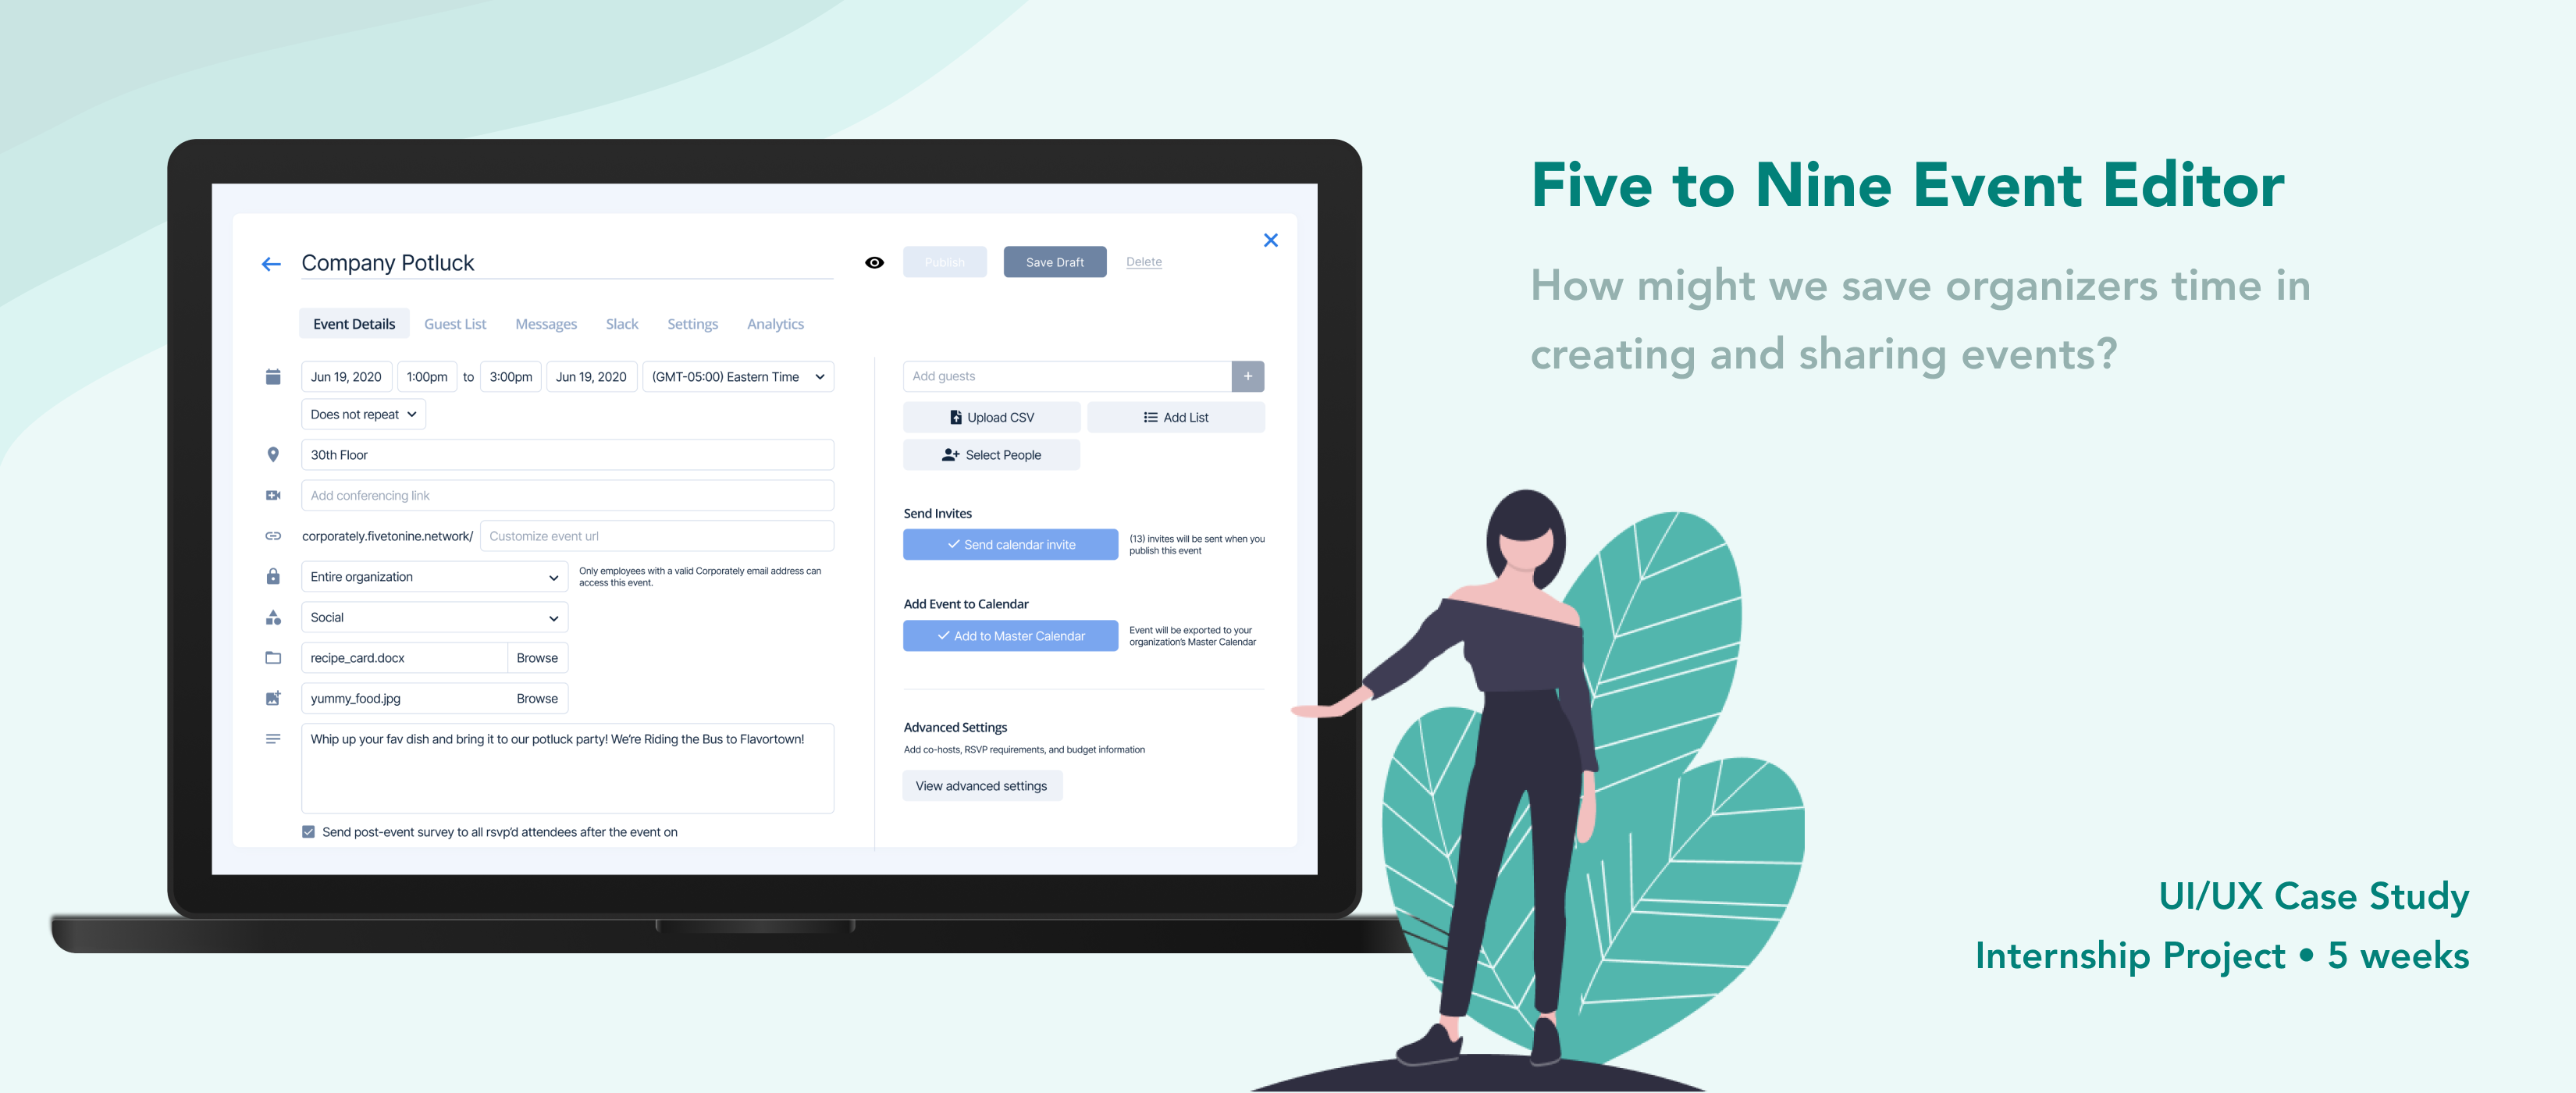 Five to Nine Event Editor
How might we save organizers time in
creating and sharing events?
Company Potluck
Publish
Save Draft
Delete
Event Details
Guest List
Messages
Slack
Settings
Analytics
Jun 19, 2020
1:00pm
to
3:00pm
Jun 19, 2020
(GMT-05:00) Eastern Time
Does not repeat
30th Floor
Add conferencing link
corporately.fivetonine.network/
Customize event url
Entire organization
Only employees with a valid Corporately email address can
access this event.
Social
recipe_card.docx
Browse
yummy_food.jpg
Browse
Whip up your fav dish and bring it to our potluck party! We're Riding the Bus to Flavortown!
Send post-event survey to all rsvp'd attendees after the event on
Add guests
+
Upload CSV
Add List
Select People
Send Invites
Send calendar invite
(13) invites will be sent when you
publish this event
Add Event to Calendar
Add to Master Calendar
Event will be exported to your
organization's Master Calendar
Advanced Settings
Add co-hosts, RSVP requirements, and budget information
View advanced settings
UI/UX Case Study
Internship Project • 5 weeks